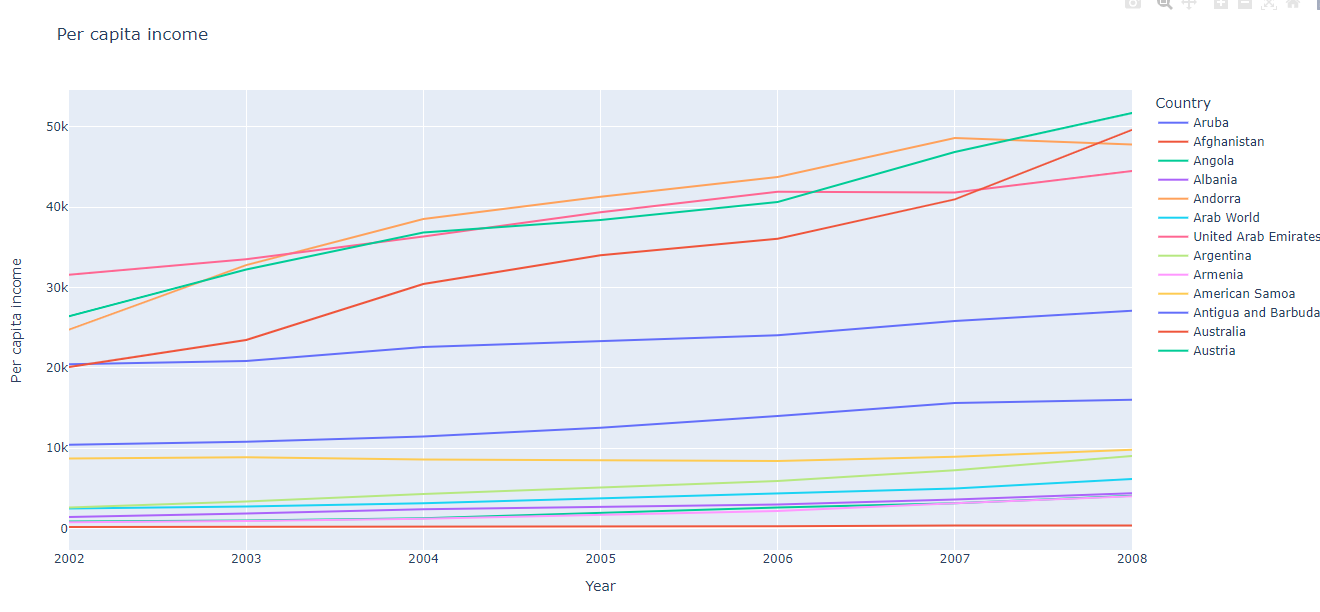 Per capita income
Per capita income
50k
40k
30k
20k
10k
0
2002 2003 2004 2005 2006 2007 2008
Year
Country
Aruba
Afghanistan
Angola
Albania
Andorra
Arab World
United Arab Emirates
Argentina
Armenia
American Samoa
Antigua and Barbuda
Australia
Austria